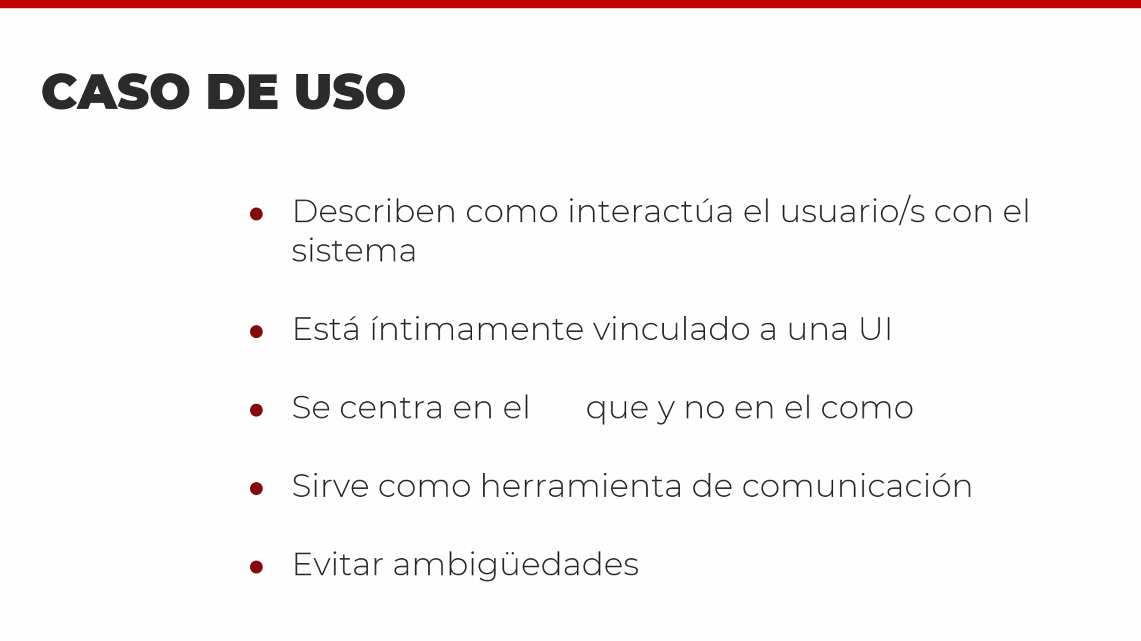 CASO DE USO
● Describen como interactúa el usuario/s con el
sistema
● Está íntimamente vinculado a una UI
● Se centra en el que y no en el como
● Sirve como herramienta de comunicación
● Evitar ambigüedades